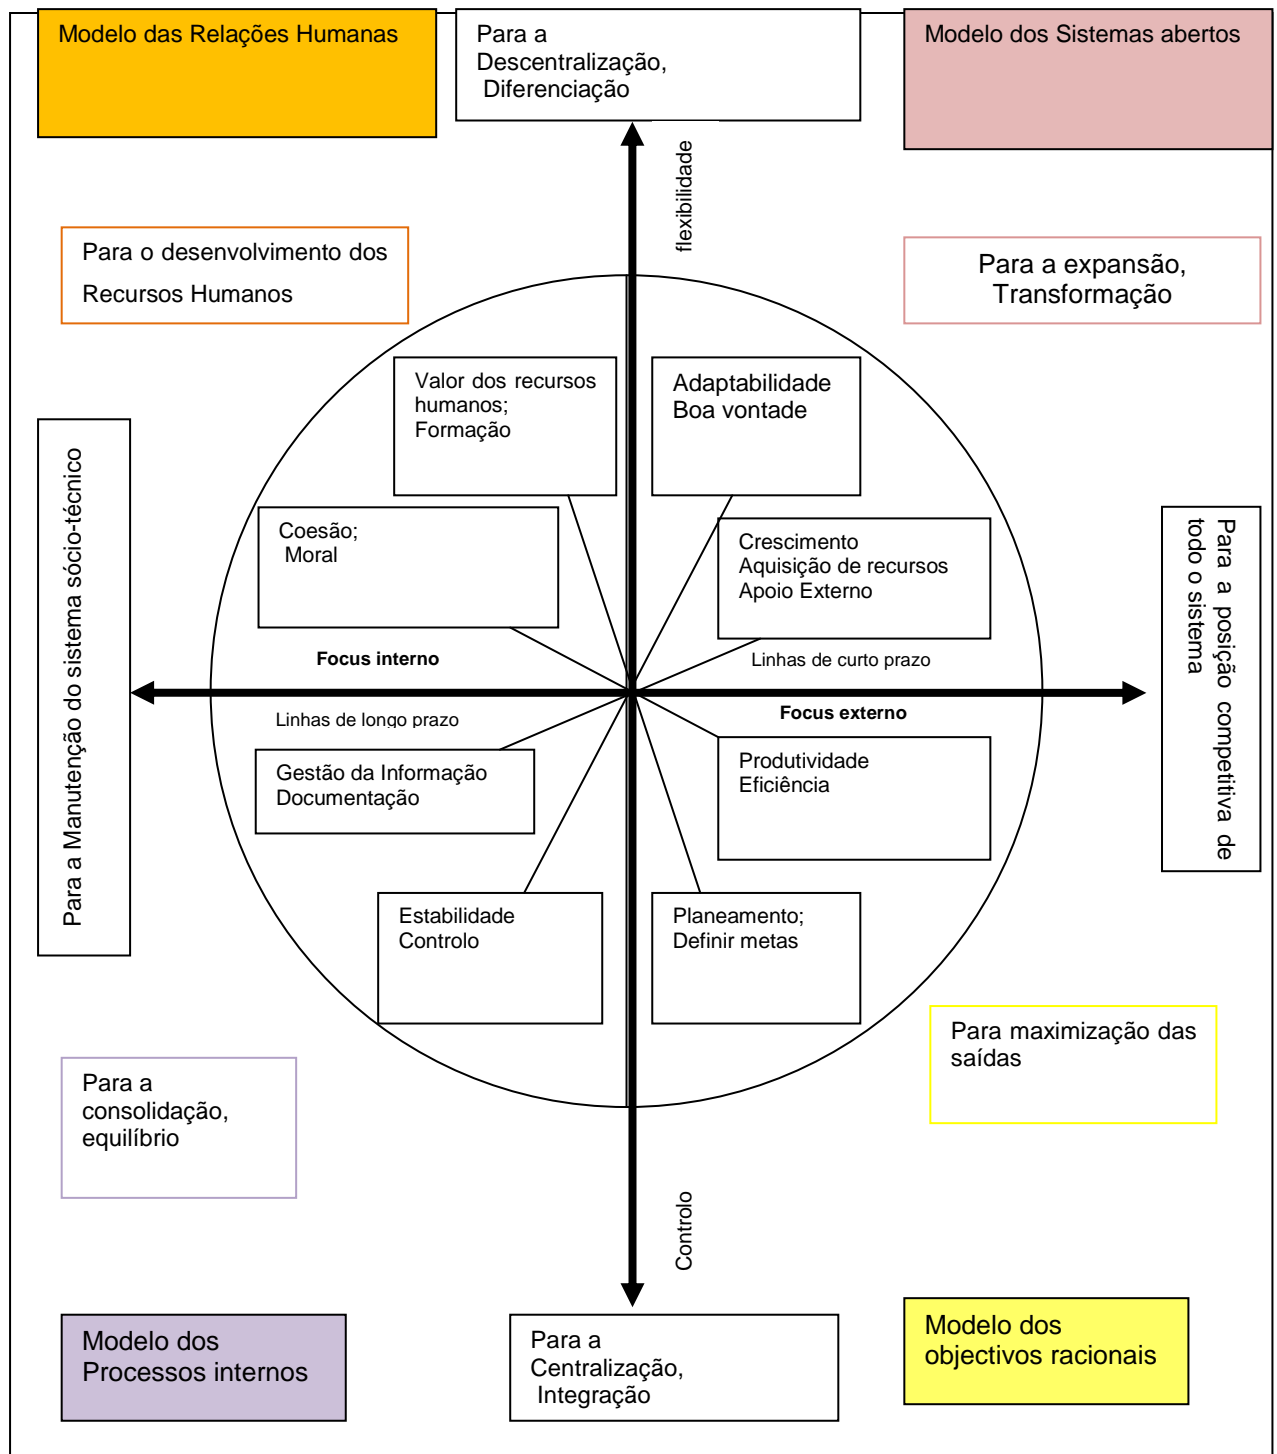 Modelo das Relações Humanas
Para a
Descentralização,
Diferenciação
Modelo dos Sistemas abertos
flexibilidade
Para o desenvolvimento dos
Recursos Humanos
Para a expansão,
Transformação
Valor dos recursos
humanos;
Formação
Adaptabilidade
Boa vontade
Para a Manutenção do sistema sócio-técnico
Coesão;
Moral
Crescimento
Aquisição de recursos
Apoio Externo
Para a posição competitiva de
todo o sistema
Focus interno
Linhas de curto prazo
Linhas de longo prazo
Focus externo
Gestão da Informação
Documentação
Produtividade
Eficiência
Estabilidade
Controlo
Planeamento;
Definir metas
Para maximização das
saídas
Para a
consolidação,
equilíbrio
Controlo
Modelo dos
Processos internos
Para a
Centralização,
Integração
Modelo dos
objectivos racionais